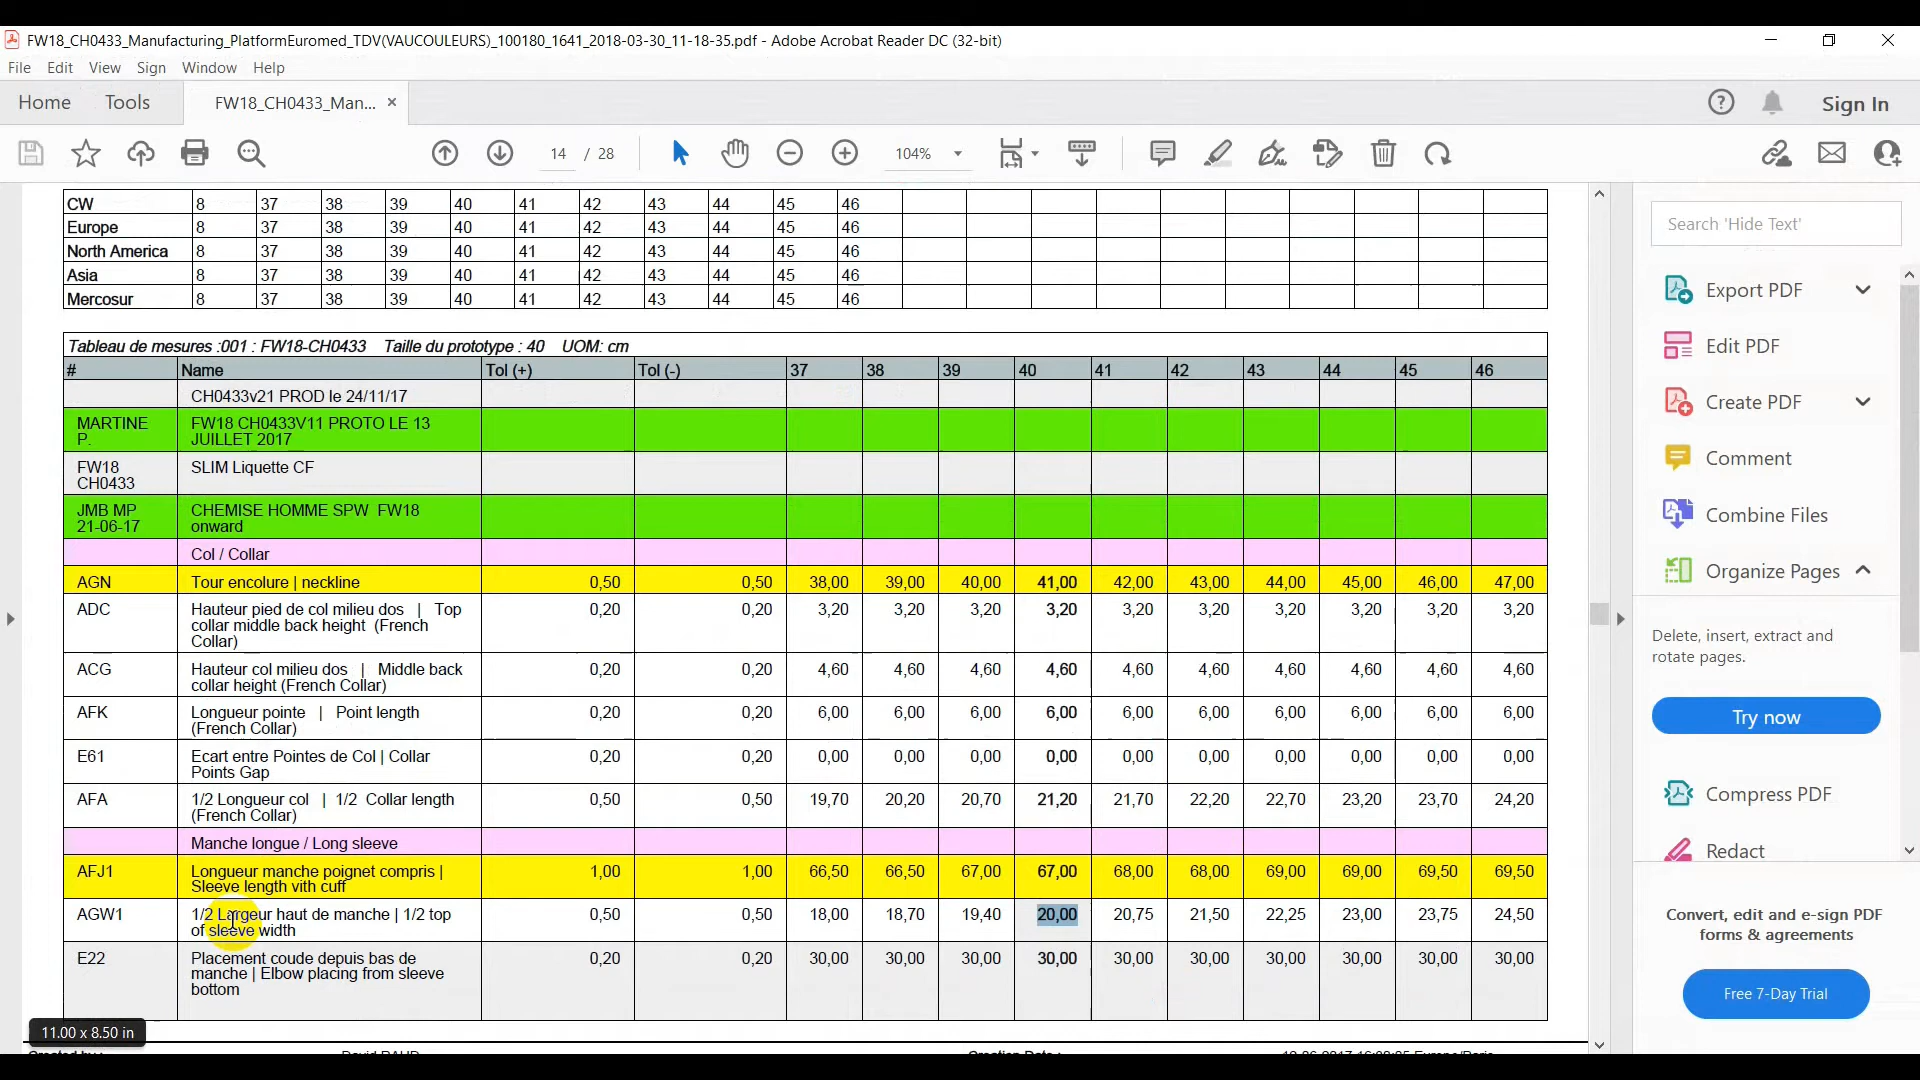 FW18_CH0433_Manufacturing_PlatformEuromed_TDV(VAUCOULEURS)_100180_1641_2018-03-30_11-18-35.pdf - Adobe Acrobat Reader DC (32-bit)
File Edit View Sign Window Help
Home Tools FW18_CH0433_Man... × Sign In
14 / 28 104%
CW 8 37 38 39 40 41 42 43 44 45 46
Europe 8 37 38 39 40 41 42 43 44 45 46
North America 8 37 38 39 40 41 42 43 44 45 46
Asia 8 37 38 39 40 41 42 43 44 45 46
Mercosur 8 37 38 39 40 41 42 43 44 45 46
Tableau de mesures :001 : FW18-CH0433 Taille du prototype : 40 UOM: cm
# Name Tol (+) Tol (-) 37 38 39 40 41 42 43 44 45 46
CH0433v21 PROD le 24/11/17
MARTINE P. FW18 CH0433V11 PROTO LE 13
JUILLET 2017
FW18 SLIM Liquette CF
CH0433
JMB MP CHEMISE HOMME SPW FW18
21-06-17 onward
Col / Collar
AGN Tour encolure | neckline 0,50 0,50 38,00 39,00 40,00 41,00 42,00 43,00 44,00 45,00 46,00 47,00
ADC Hauteur pied de col milieu dos | Top 0,20 0,20 3,20 3,20 3,20 3,20 3,20 3,20 3,20 3,20 3,20 3,20
collar middle back height (French
Collar)
ACG Hauteur col milieu dos | Middle back 0,20 0,20 4,60 4,60 4,60 4,60 4,60 4,60 4,60 4,60 4,60 4,60
collar height (French Collar)
AFK Longueur pointe | Point length 0,20 0,20 6,00 6,00 6,00 6,00 6,00 6,00 6,00 6,00 6,00 6,00
(French Collar)
E61 Ecart entre Pointes de Col | Collar 0,20 0,20 0,00 0,00 0,00 0,00 0,00 0,00 0,00 0,00 0,00 0,00
Points Gap
AFA 1/2 Longueur col | 1/2 Collar length 0,50 0,50 19,70 20,20 20,70 21,20 21,70 22,20 22,70 23,20 23,70 24,20
(French Collar)
Manche longue / Long sleeve
AFJ1 Longueur manche poignet compris | 1,00 1,00 66,50 66,50 67,00 67,00 68,00 68,00 69,00 69,00 69,50 69,50
Sleeve length vith cuff
AGW1 1/2 Largeur haut de manche | 1/2 top 0,50 0,50 18,00 18,70 19,40 20,00 20,75 21,50 22,25 23,00 23,75 24,50
of sleeve width
E22 Placement coude depuis bas de 0,20 0,20 30,00 30,00 30,00 30,00 30,00 30,00 30,00 30,00 30,00 30,00
manche | Elbow placing from sleeve
bottom
11.00 x 8.50 in
Search 'Hide Text'
Export PDF
Edit PDF
Create PDF
Comment
Combine Files
Organize Pages
Delete, insert, extract and
rotate pages.
Try now
Compress PDF
Redact
Convert, edit and e-sign PDF
forms & agreements
Free 7-Day Trial